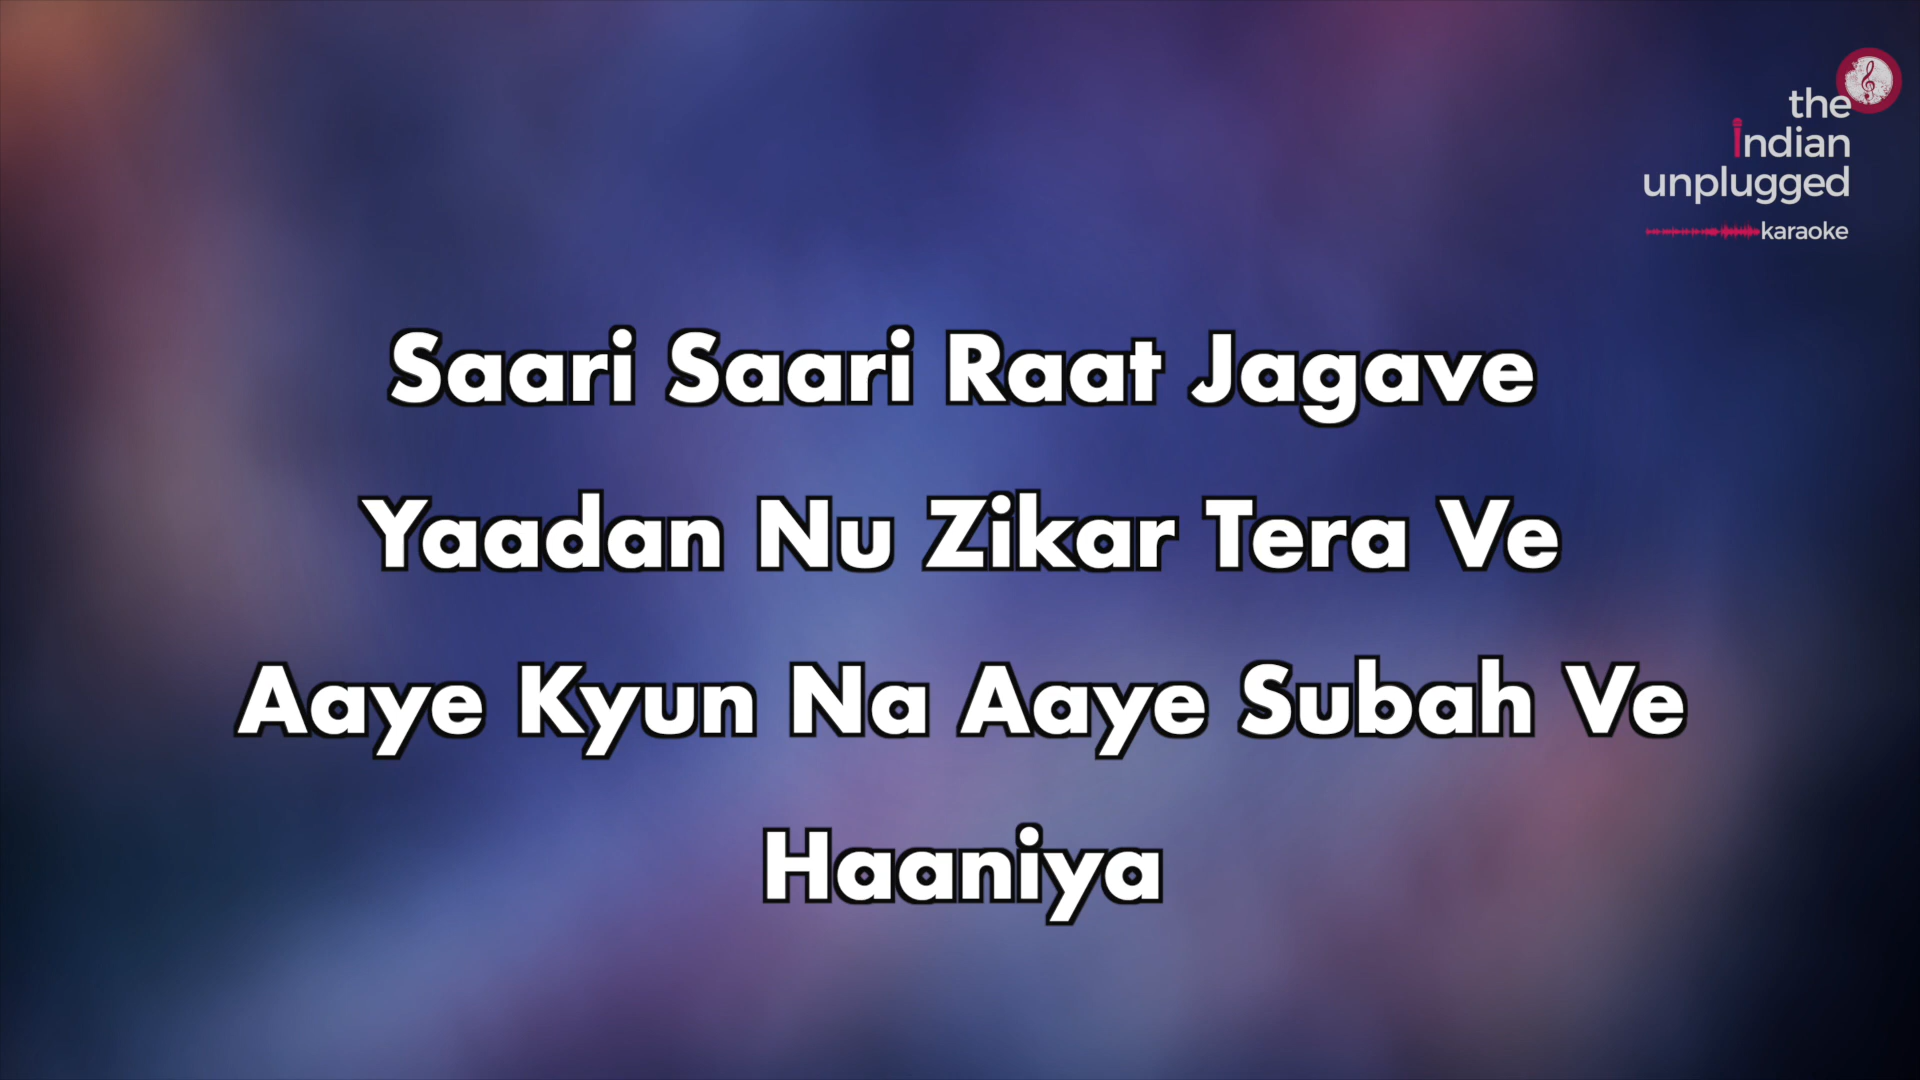 the
indian
unplugged
karaoke
Saari Saari Raat Jagave
Yaadan Nu Zikar Tera Ve
Aaye Kyun Na Aaye Subah Ve
Haaniya